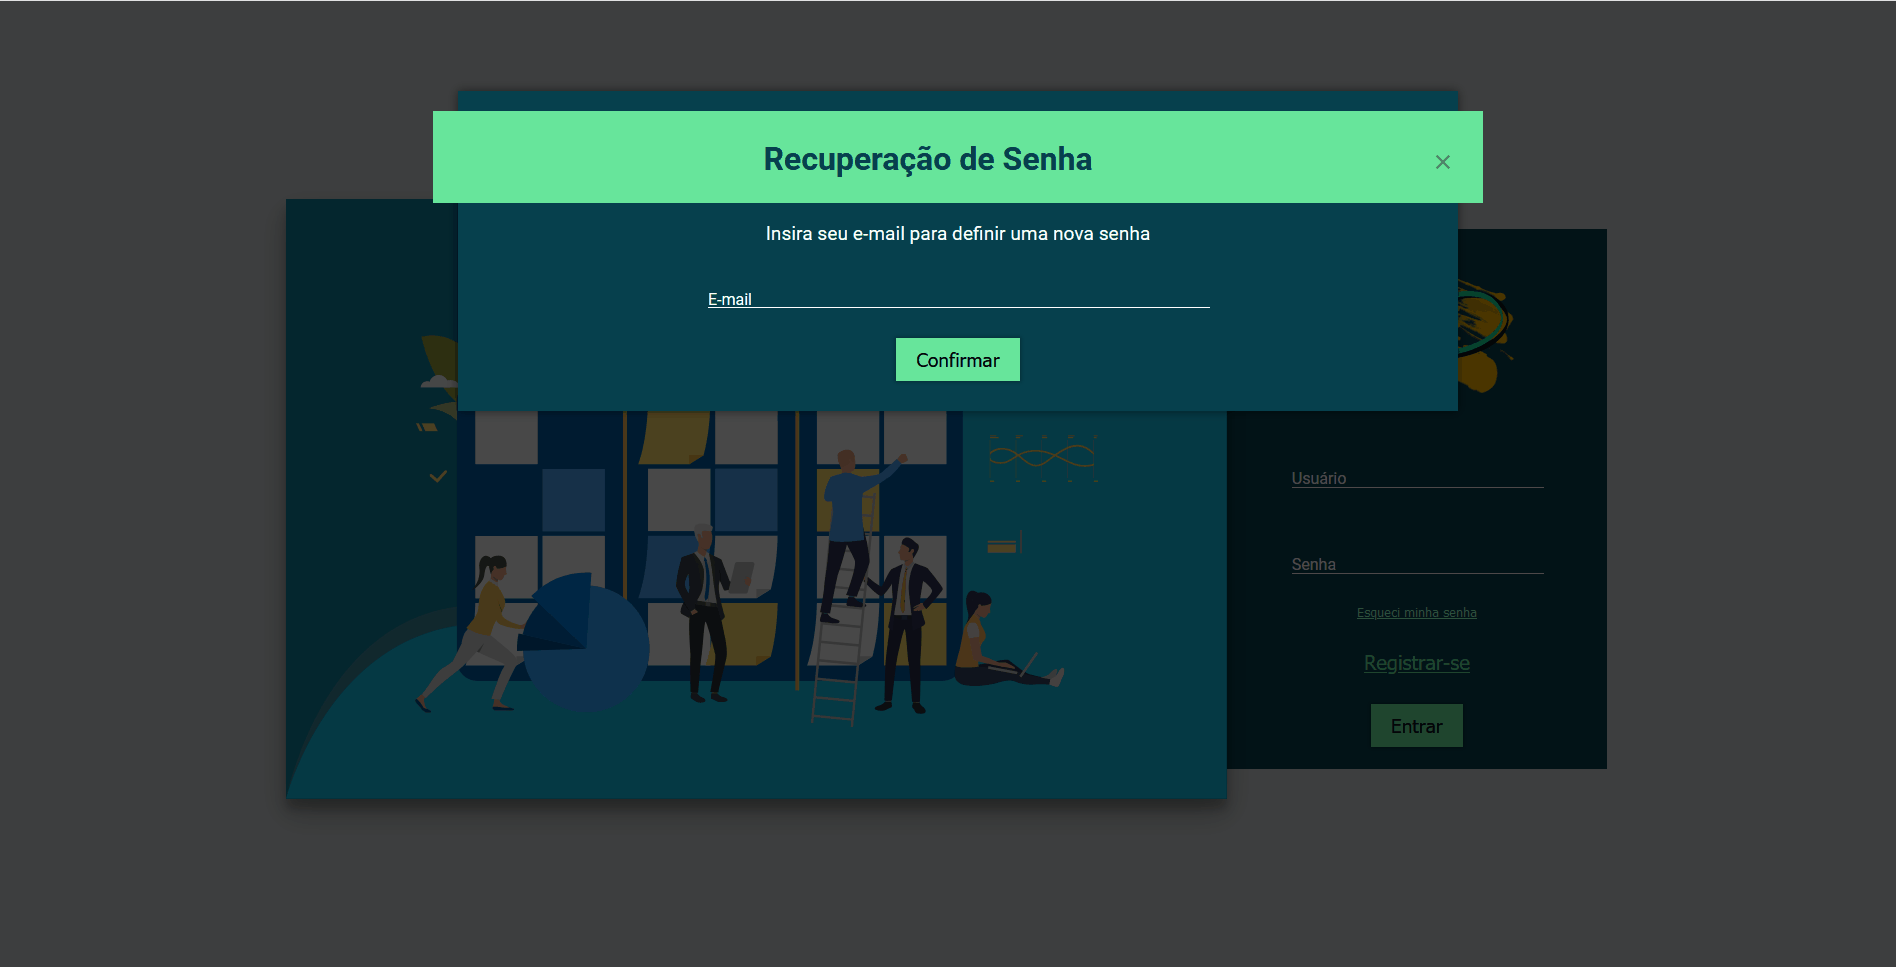 Recuperação de Senha
×
Insira seu e-mail para definir uma nova senha
E-mail
Confirmar
Usuário
Senha
Esqueci minha senha
Registrar-se
Entrar